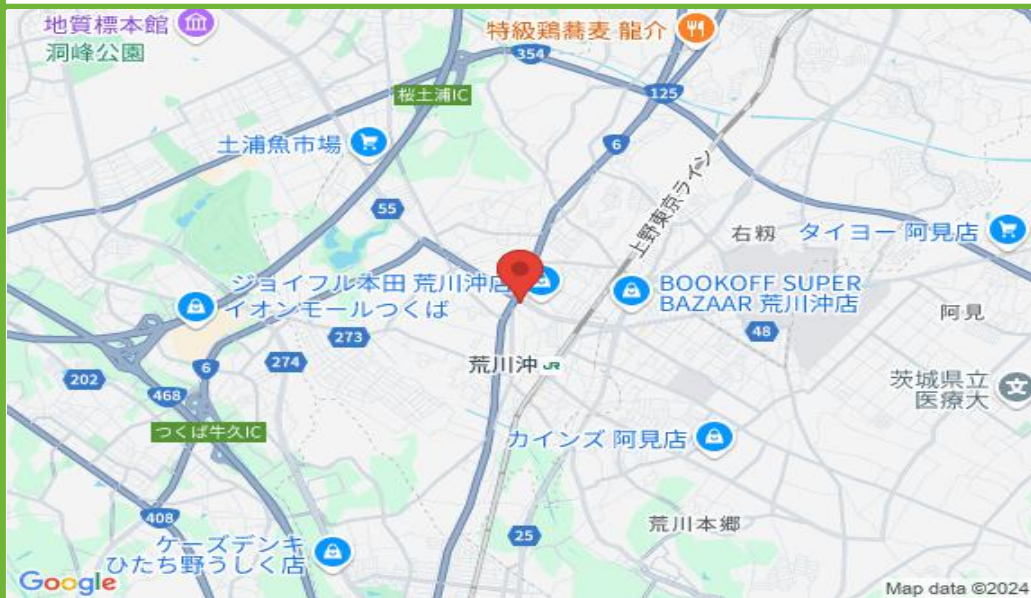 地質標本館
洞峰公園
特級鶏蕎麦 龍介
354
桜土浦IC
125
土浦魚市場
6
上野東京ライン
55
右籾
タイヨー 阿見店
ジョイフル本田 荒川沖店
BOOKOFF SUPER
BAZAAR 荒川沖店
イオンモールつくば
阿見
273
48
274
荒川沖 JR
6
202
468
茨城県立
医療大
つくば牛久IC
カインズ 阿見店
408
荒川本郷
25
ケーズデンキ
ひたち野うしく店
Google
Map data ©2024